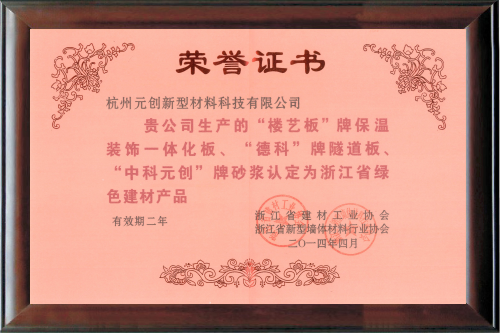 荣誉证书
杭州元创新型材料科技有限公司
贵公司生产的“楼艺板”牌保温
装饰一体化板、“德科”牌隧道板、
“中科元创”牌砂浆认定为浙江省绿
色建材产品
有效期二年
浙江省建材工业协会
浙江省新型墙体材料行业协会
二〇一四年四月